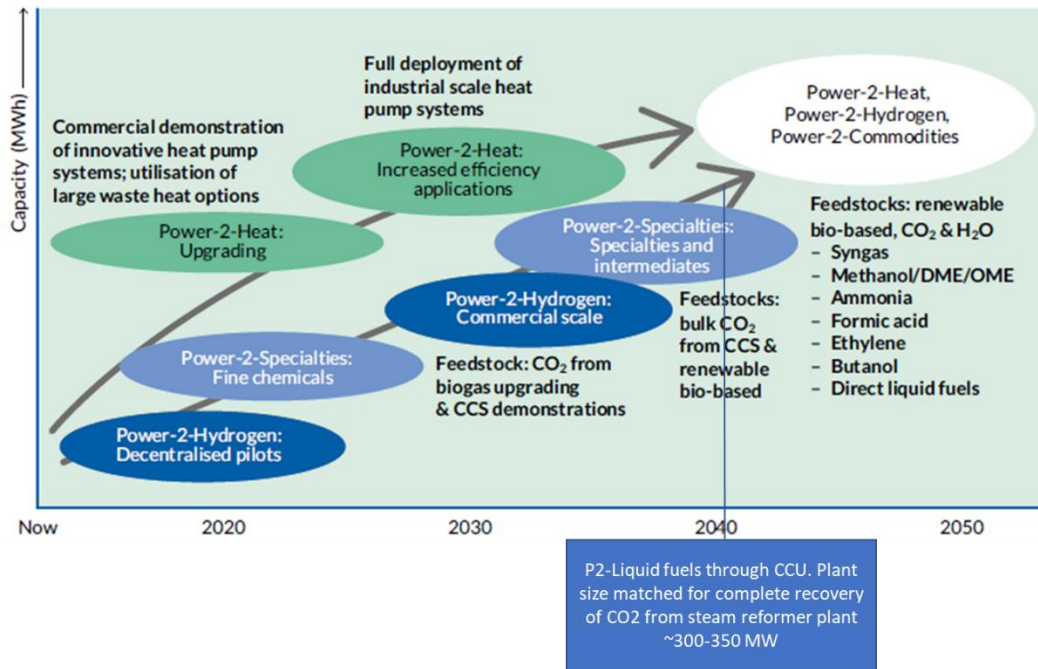 Capacity (MWh)
Full deployment of
industrial scale heat
pump systems
Power-2-Heat,
Power-2-Hydrogen,
Power-2-Commodities
Commercial demonstration
of innovative heat pump
systems; utilisation of
large waste heat options
Power-2-Heat:
Increased efficiency
applications
Power-2-Heat:
Upgrading
Power-2-Specialties:
Specialties and
intermediates
Feedstocks: renewable
bio-based, CO₂ & H₂O
– Syngas
– Methanol/DME/OME
– Ammonia
– Formic acid
– Ethylene
– Butanol
– Direct liquid fuels
Power-2-Hydrogen:
Commercial scale
Feedstocks:
bulk CO₂
from CCS &
renewable
bio-based
Power-2-Specialties:
Fine chemicals
Feedstock: CO₂ from
biogas upgrading
& CCS demonstrations
Power-2-Hydrogen:
Decentralised pilots
Now 2020 2030 2040 2050
P2-Liquid fuels through CCU. Plant
size matched for complete recovery
of CO2 from steam reformer plant
~300-350 MW